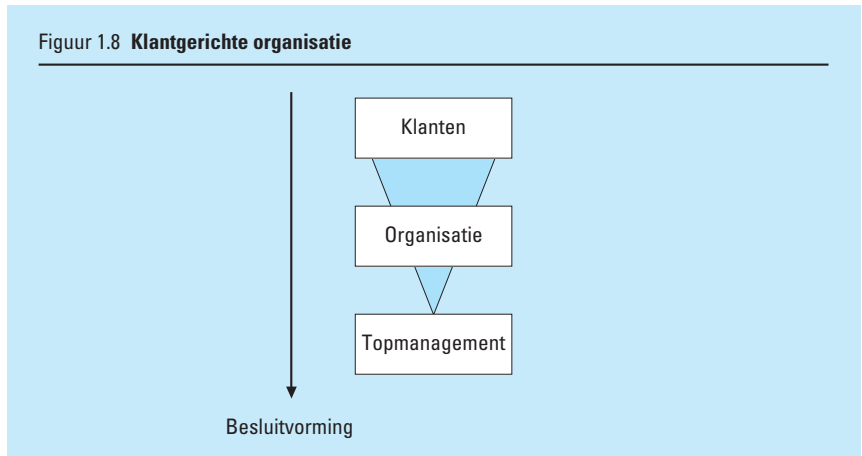 Figuur 1.8 Klantgerichte organisatie
Klanten
Organisatie
Topmanagement
Besluitvorming